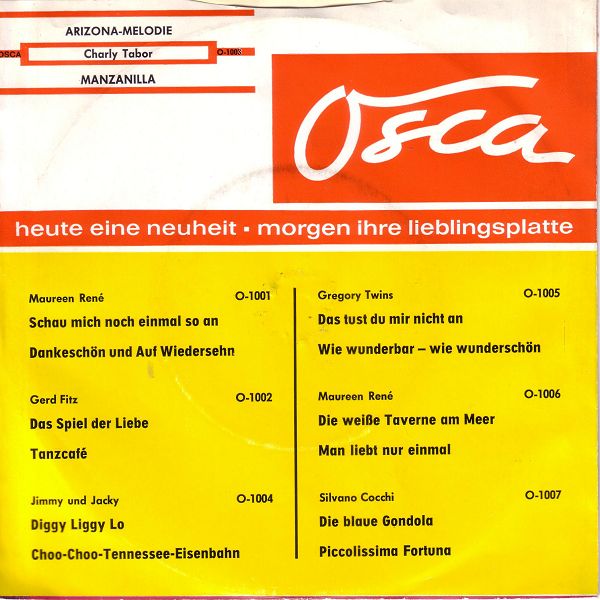 ARIZONA-MELODIE
OSCA Charly Tabor O-1003
MANZANILLA
Osca
heute eine neuheit ▪ morgen ihre lieblingsplatte
Maureen René O-1001
Schau mich noch einmal so an
Dankeschön und Auf Wiedersehn
Gerd Fitz O-1002
Das Spiel der Liebe
Tanzcafé
Jimmy und Jacky O-1004
Diggy Liggy Lo
Choo-Choo-Tennessee-Eisenbahn
Gregory Twins O-1005
Das tust du mir nicht an
Wie wunderbar – wie wunderschön
Maureen René O-1006
Die weiße Taverne am Meer
Man liebt nur einmal
Silvano Cocchi O-1007
Die blaue Gondola
Piccolissima Fortuna